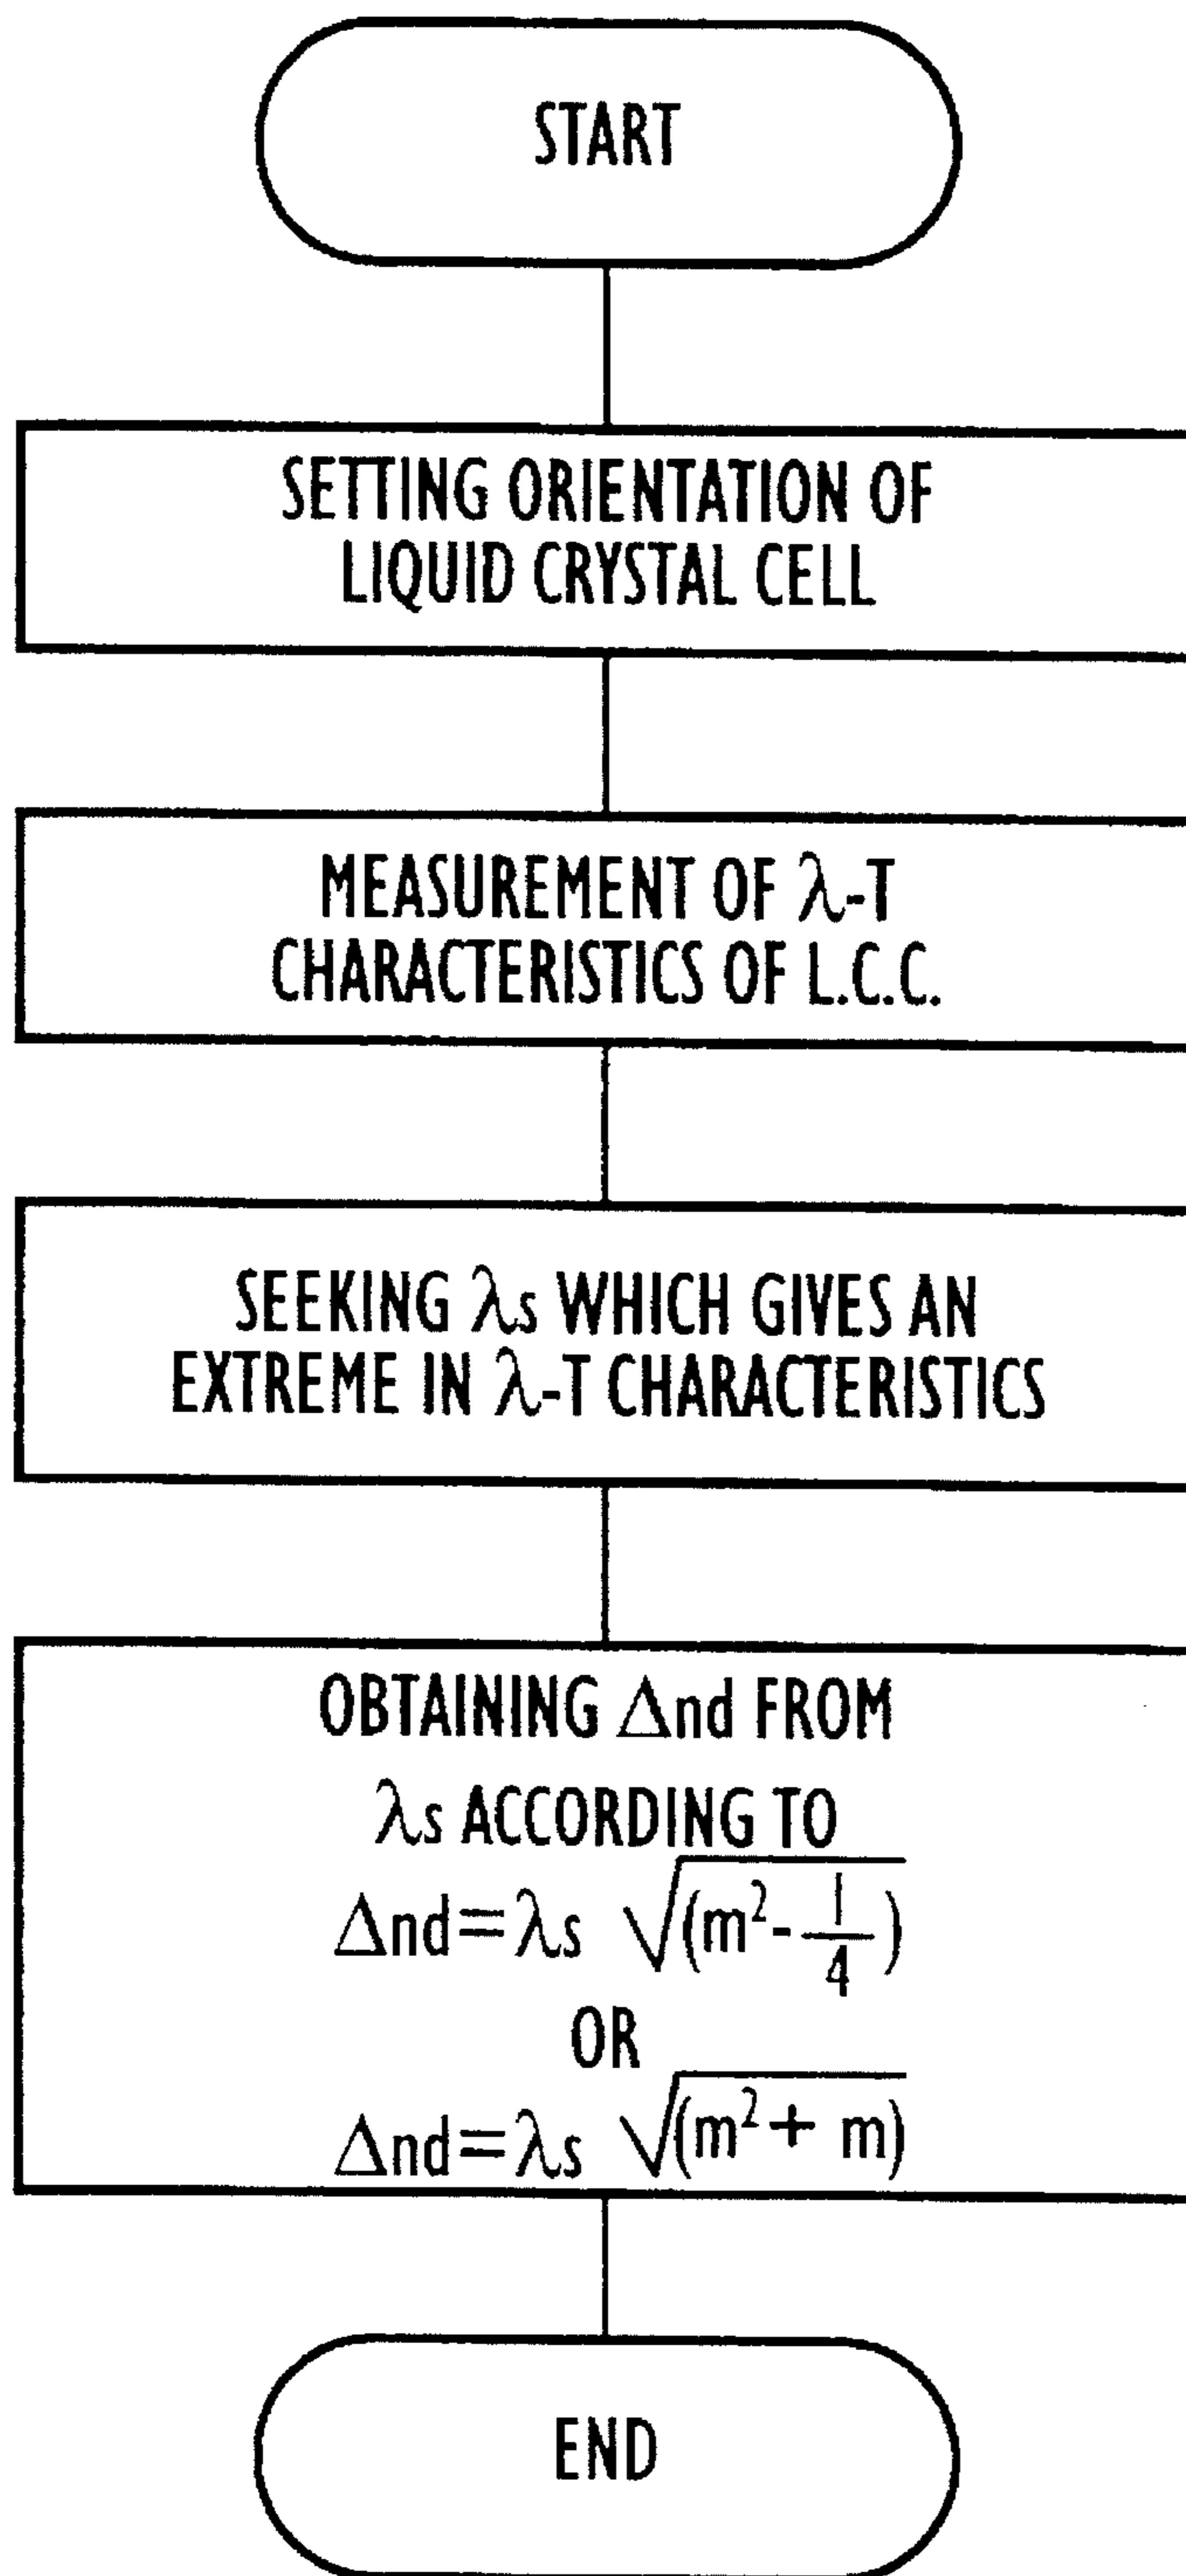 START
SETTING ORIENTATION OF
LIQUID CRYSTAL CELL
MEASUREMENT OF λ-T
CHARACTERISTICS OF L.C.C.
SEEKING λs WHICH GIVES AN
EXTREME IN λ-T CHARACTERISTICS
OBTAINING Δnd FROM
λs ACCORDING TO
Δnd=λs √(m²-1/4)
OR
Δnd=λs √(m²+ m)
END